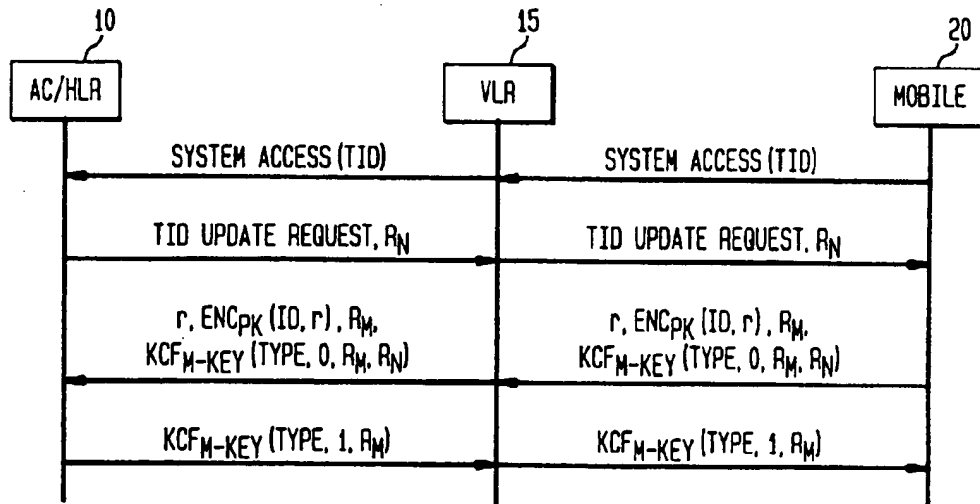 10 15 20
AC/HLR VLR MOBILE
SYSTEM ACCESS (TID) SYSTEM ACCESS (TID)
TID UPDATE REQUEST, R_N TID UPDATE REQUEST, R_N
r, ENC_PK (ID, r), R_M, r, ENC_PK (ID, r), R_M,
KCF_M-KEY (TYPE, 0, R_M, R_N) KCF_M-KEY (TYPE, 0, R_M, R_N)
KCF_M-KEY (TYPE, 1, R_M) KCF_M-KEY (TYPE, 1, R_M)